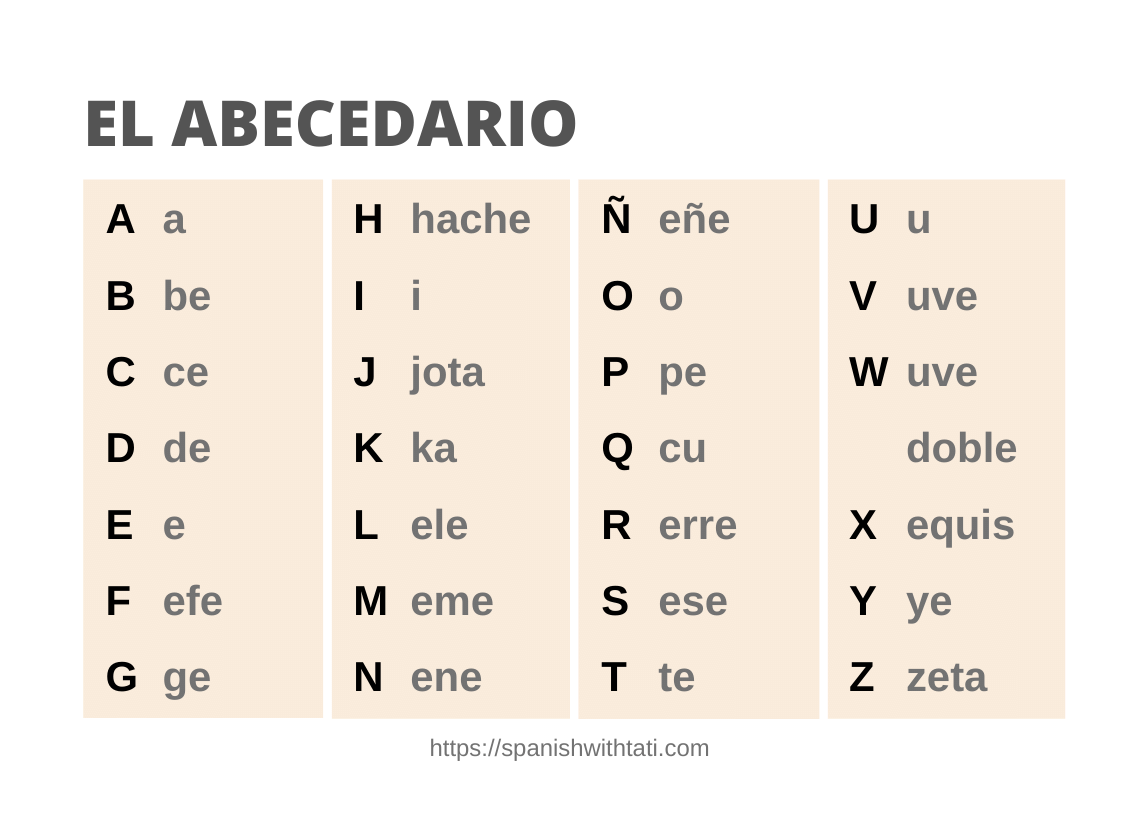 EL ABECEDARIO
A a
B be
C ce
D de
E e
F efe
G ge
H hache
I i
J jota
K ka
L ele
M eme
N ene
Ñ eñe
O o
P pe
Q cu
R erre
S ese
T te
U u
V uve
W uve
doble
X equis
Y ye
Z zeta
https://spanishwithtati.com